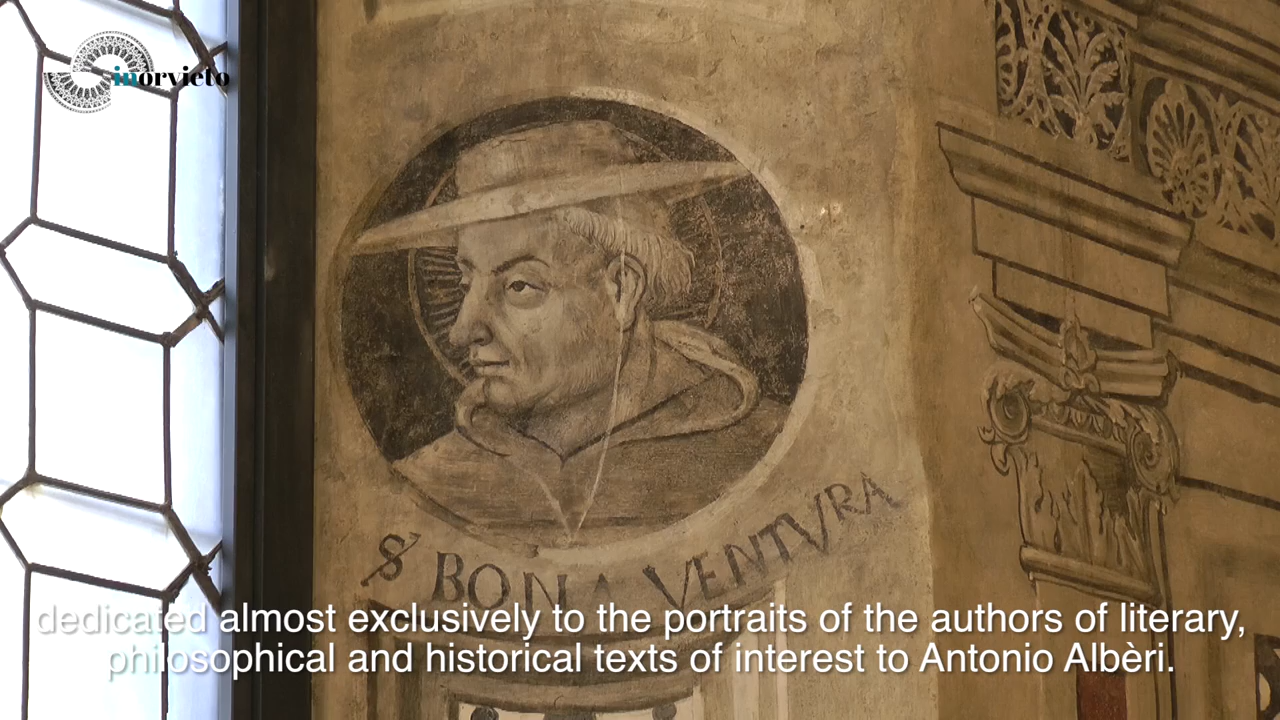 inorvieto
S BONA VENTVRA
dedicated almost exclusively to the portraits of the authors of literary,
philosophical and historical texts of interest to Antonio Albèri.